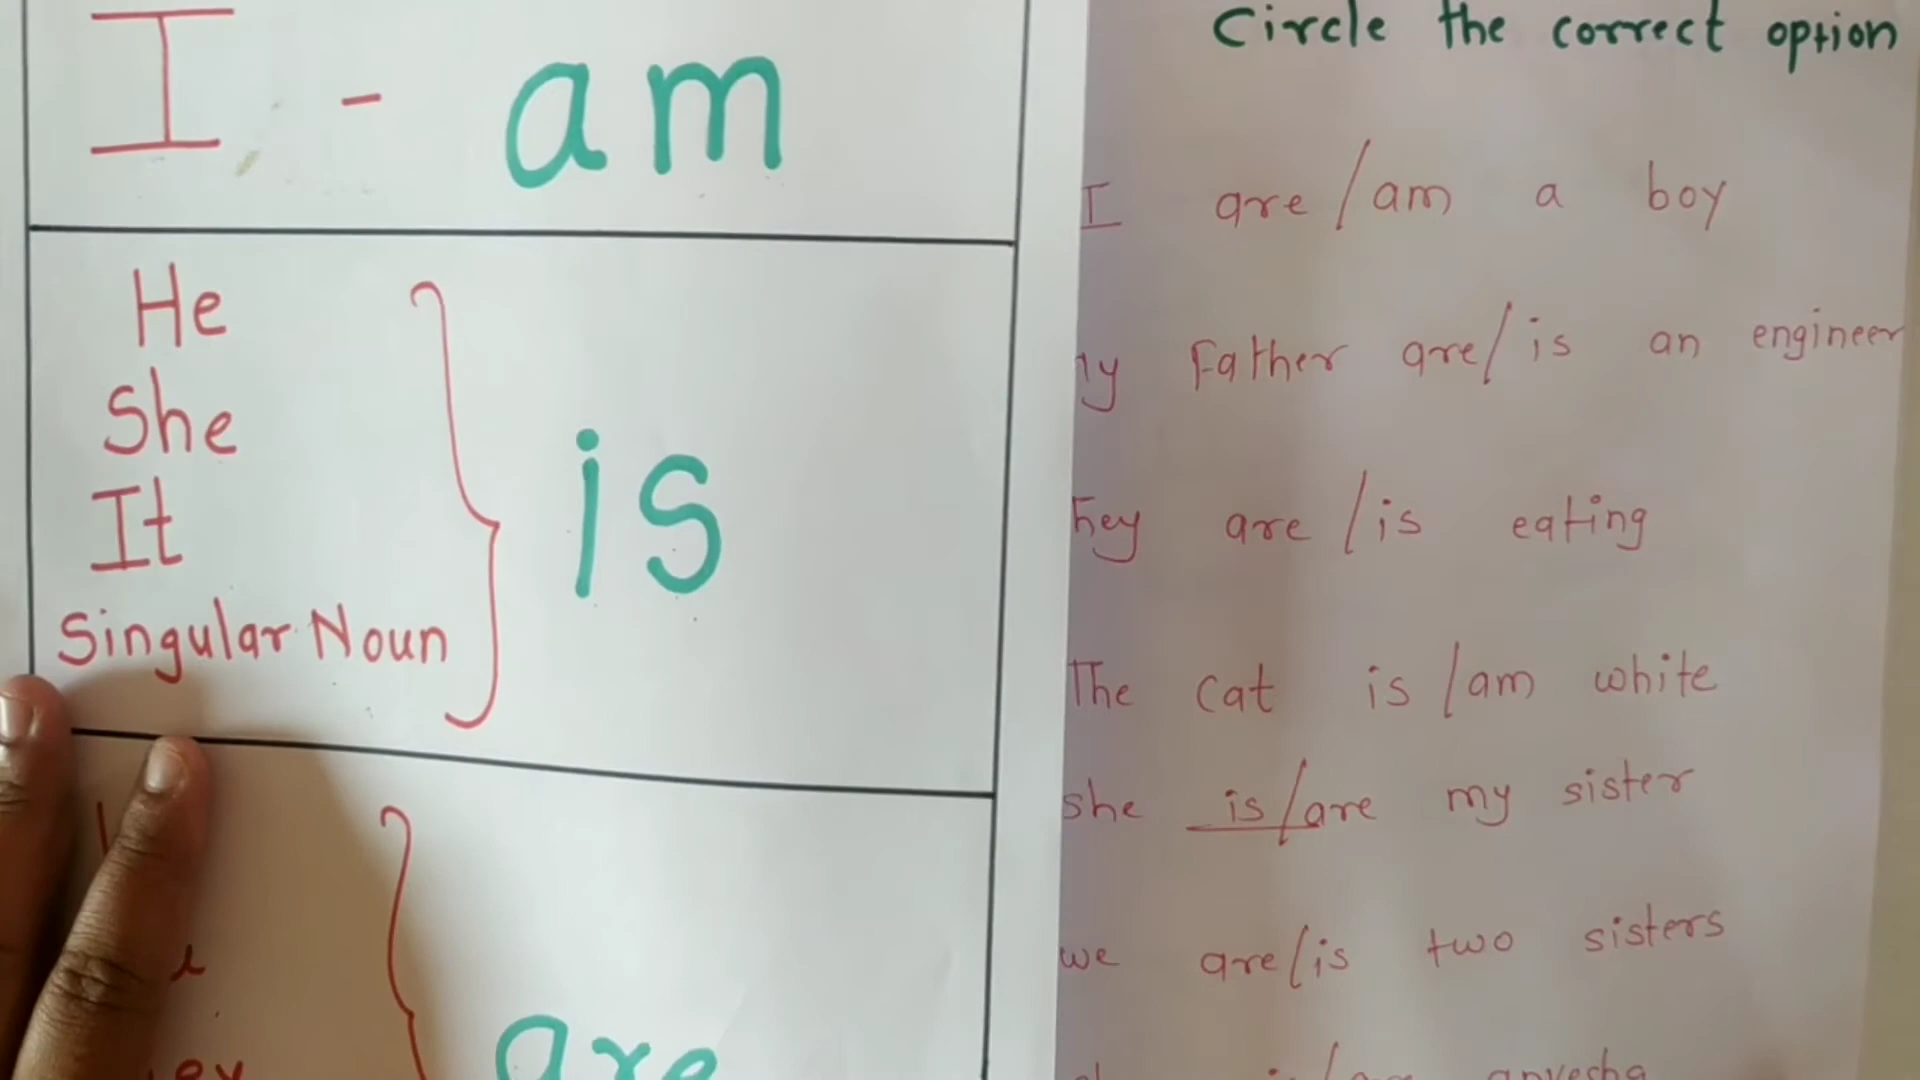 I - am
He
She
It
Singular Noun
is
are
Circle the correct option
I are/am a boy
Father are/is an engineer
are/is eating
The cat is/am white
she is/are my sister
we are/is two sisters